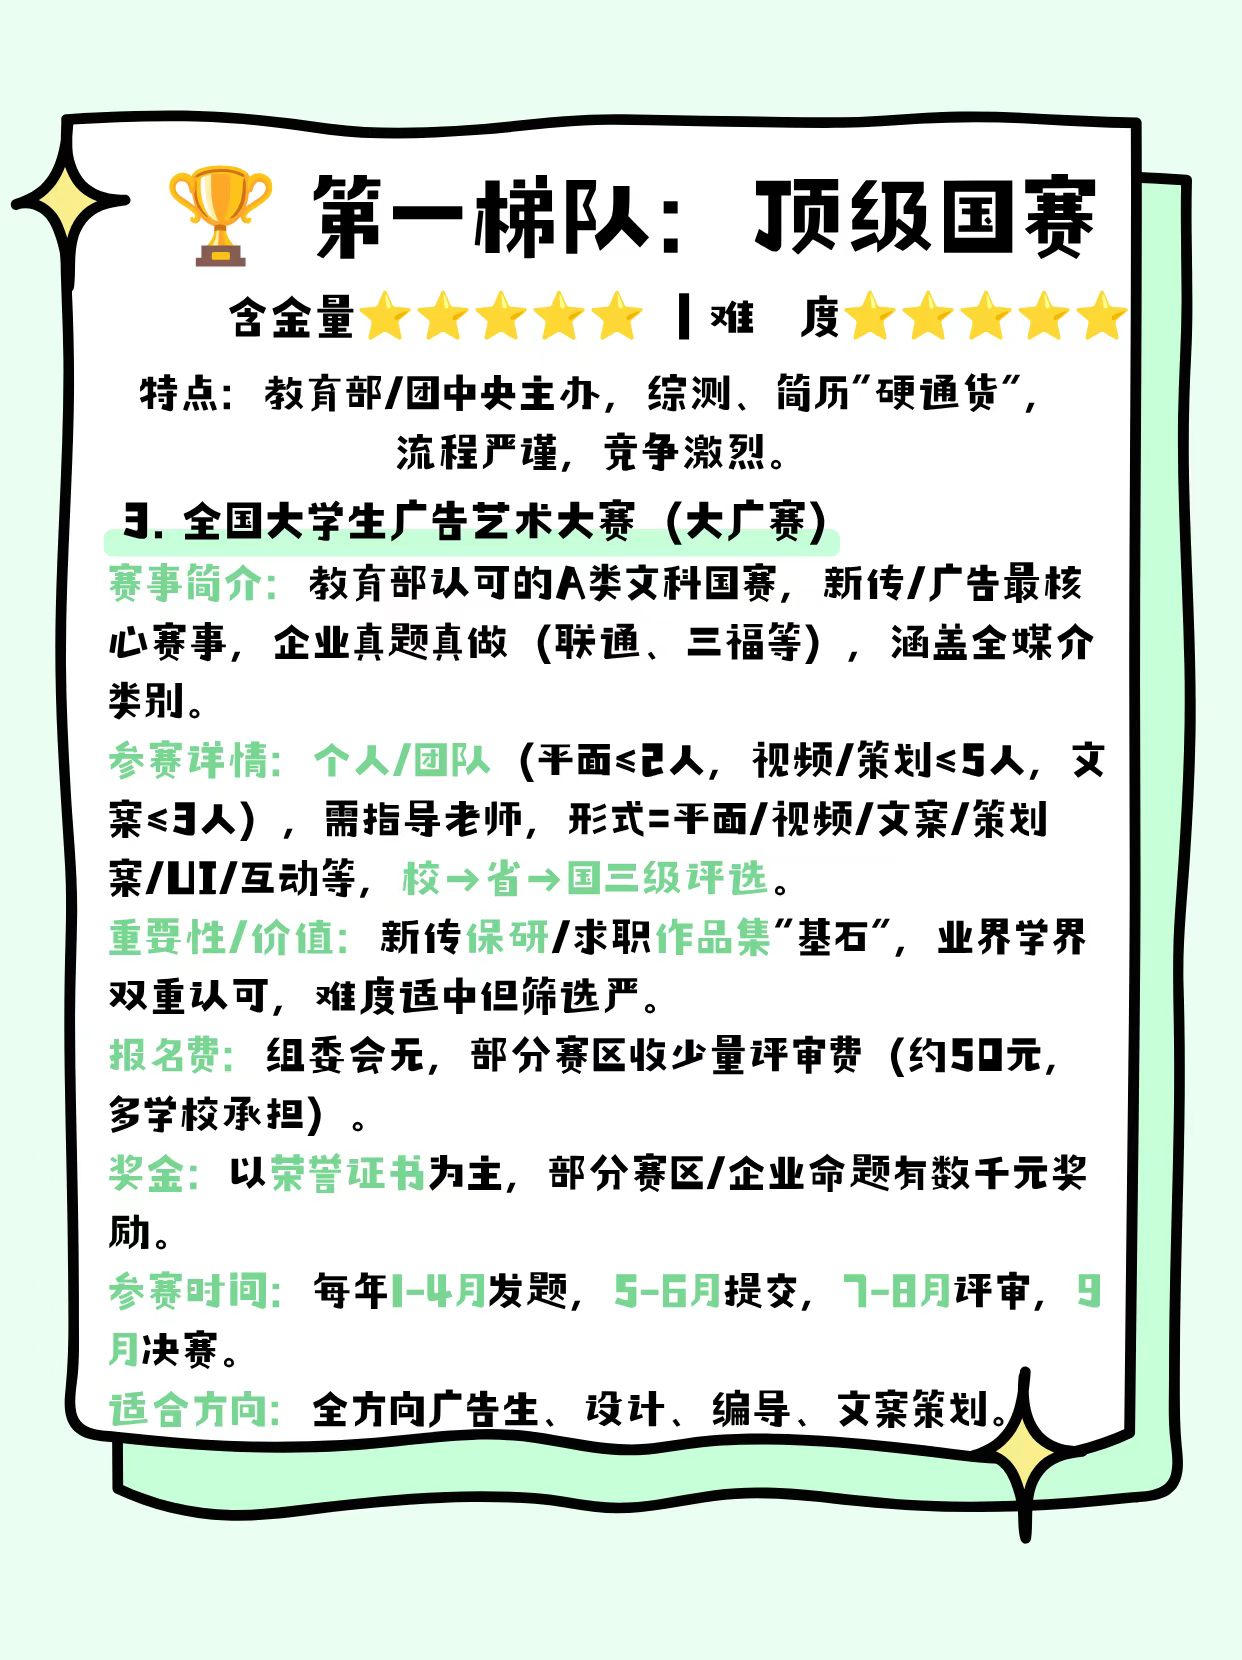 🏆 第一梯队：顶级国赛
含金量⭐⭐⭐⭐⭐ | 难 度⭐⭐⭐⭐⭐
特点：教育部/团中央主办，综测、简历"硬通货"，
流程严谨，竞争激烈。
3. 全国大学生广告艺术大赛（大广赛）
赛事简介：教育部认可的A类文科国赛，新传/广告最核
心赛事，企业真题真做（联通、三福等），涵盖全媒介
类别。
参赛详情：个人/团队（平面≤2人，视频/策划≤5人，文
案≤3人），需指导老师，形式=平面/视频/文案/策划
案/UI/互动等，校→省→国三级评选。
重要性/价值：新传保研/求职作品集"基石"，业界学界
双重认可，难度适中但筛选严。
报名费：组委会无，部分赛区收少量评审费（约50元，
多学校承担）。
奖金：以荣誉证书为主，部分赛区/企业命题有数千元奖
励。
参赛时间：每年1-4月发题，5-6月提交，7-8月评审，9
月决赛。
适合方向：全方向广告生、设计、编导、文案策划。